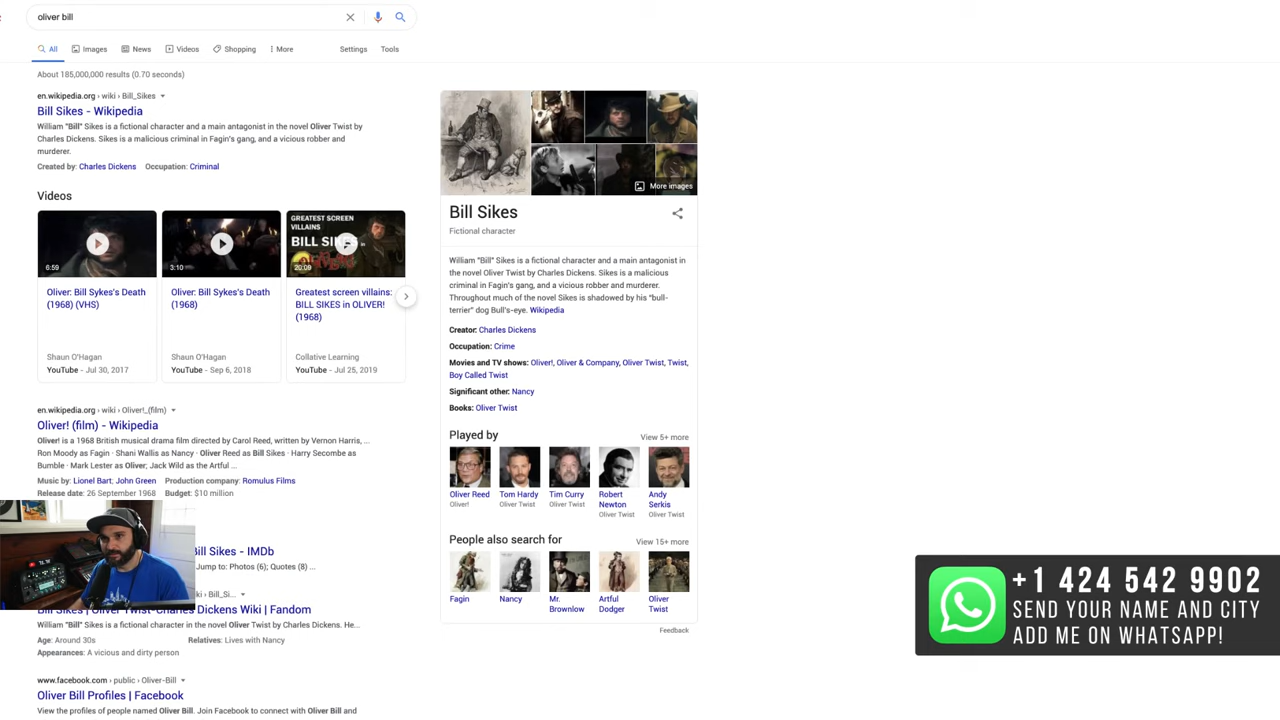 oliver bill
All
Images
News
Videos
Shopping
More
Settings
Tools
About 185,000,000 results (0.70 seconds)
en.wikipedia.org › wiki › Bill_Sikes
Bill Sikes - Wikipedia
William "Bill" Sikes is a fictional character and a main antagonist in the novel Oliver Twist by
Charles Dickens. Sikes is a malicious criminal in Fagin's gang, and a vicious robber and
murderer.
Created by: Charles Dickens Occupation: Criminal
Videos
6:59
3:10
GREATEST SCREEN
VILLAINS
20:09
Oliver: Bill Sykes's Death
(1968) (VHS)
Shaun O'Hagan
YouTube - Jul 30, 2017
Oliver: Bill Sykes's Death
(1968)
Shaun O'Hagan
YouTube - Sep 6, 2018
Greatest screen villains:
BILL SIKES in OLIVER!
(1968)
Collative Learning
YouTube - Jul 25, 2019
en.wikipedia.org › wiki › Oliver!_(film)
Oliver! (film) - Wikipedia
Oliver! is a 1968 British musical drama film directed by Carol Reed, written by Vernon Harris, ...
Ron Moody as Fagin · Shani Wallis as Nancy · Oliver Reed as Bill Sikes · Harry Secombe as
Bumble · Mark Lester as Oliver; Jack Wild as the Artful ...
Music by: Lionel Bart; John Green Production company: Romulus Films
Release date: 26 September 1968 Budget: $10 million
Bill Sikes - IMDb
Jump to: Photos (6); Quotes (8) ...
ki › Bill_Si...
Bill Sikes | Oliver Twist-Charles Dickens Wiki | Fandom
William "Bill" Sikes is a fictional character in the novel Oliver Twist by Charles Dickens. He...
Age: Around 30s Relatives: Lives with Nancy
Appearances: A vicious and dirty person
www.facebook.com › public › Oliver-Bill
Oliver Bill Profiles | Facebook
View the profiles of people named Oliver Bill. Join Facebook to connect with Oliver Bill and
More images
Bill Sikes
Fictional character
William "Bill" Sikes is a fictional character and a main antagonist in
the novel Oliver Twist by Charles Dickens. Sikes is a malicious
criminal in Fagin's gang, and a vicious robber and murderer.
Throughout much of the novel Sikes is shadowed by his "bull-
terrier" dog Bull's-eye. Wikipedia
Creator: Charles Dickens
Occupation: Crime
Movies and TV shows: Oliver!, Oliver & Company, Oliver Twist, Twist,
Boy Called Twist
Significant other: Nancy
Books: Oliver Twist
Played by
View 5+ more
Oliver Reed
Oliver!
Tom Hardy
Oliver Twist
Tim Curry
Oliver Twist
Robert
Newton
Oliver Twist
Andy
Serkis
Oliver Twist
People also search for
View 15+ more
Fagin
Nancy
Mr.
Brownlow
Artful
Dodger
Oliver
Twist
Feedback
+1 424 542 9902
SEND YOUR NAME AND CITY
ADD ME ON WHATSAPP!